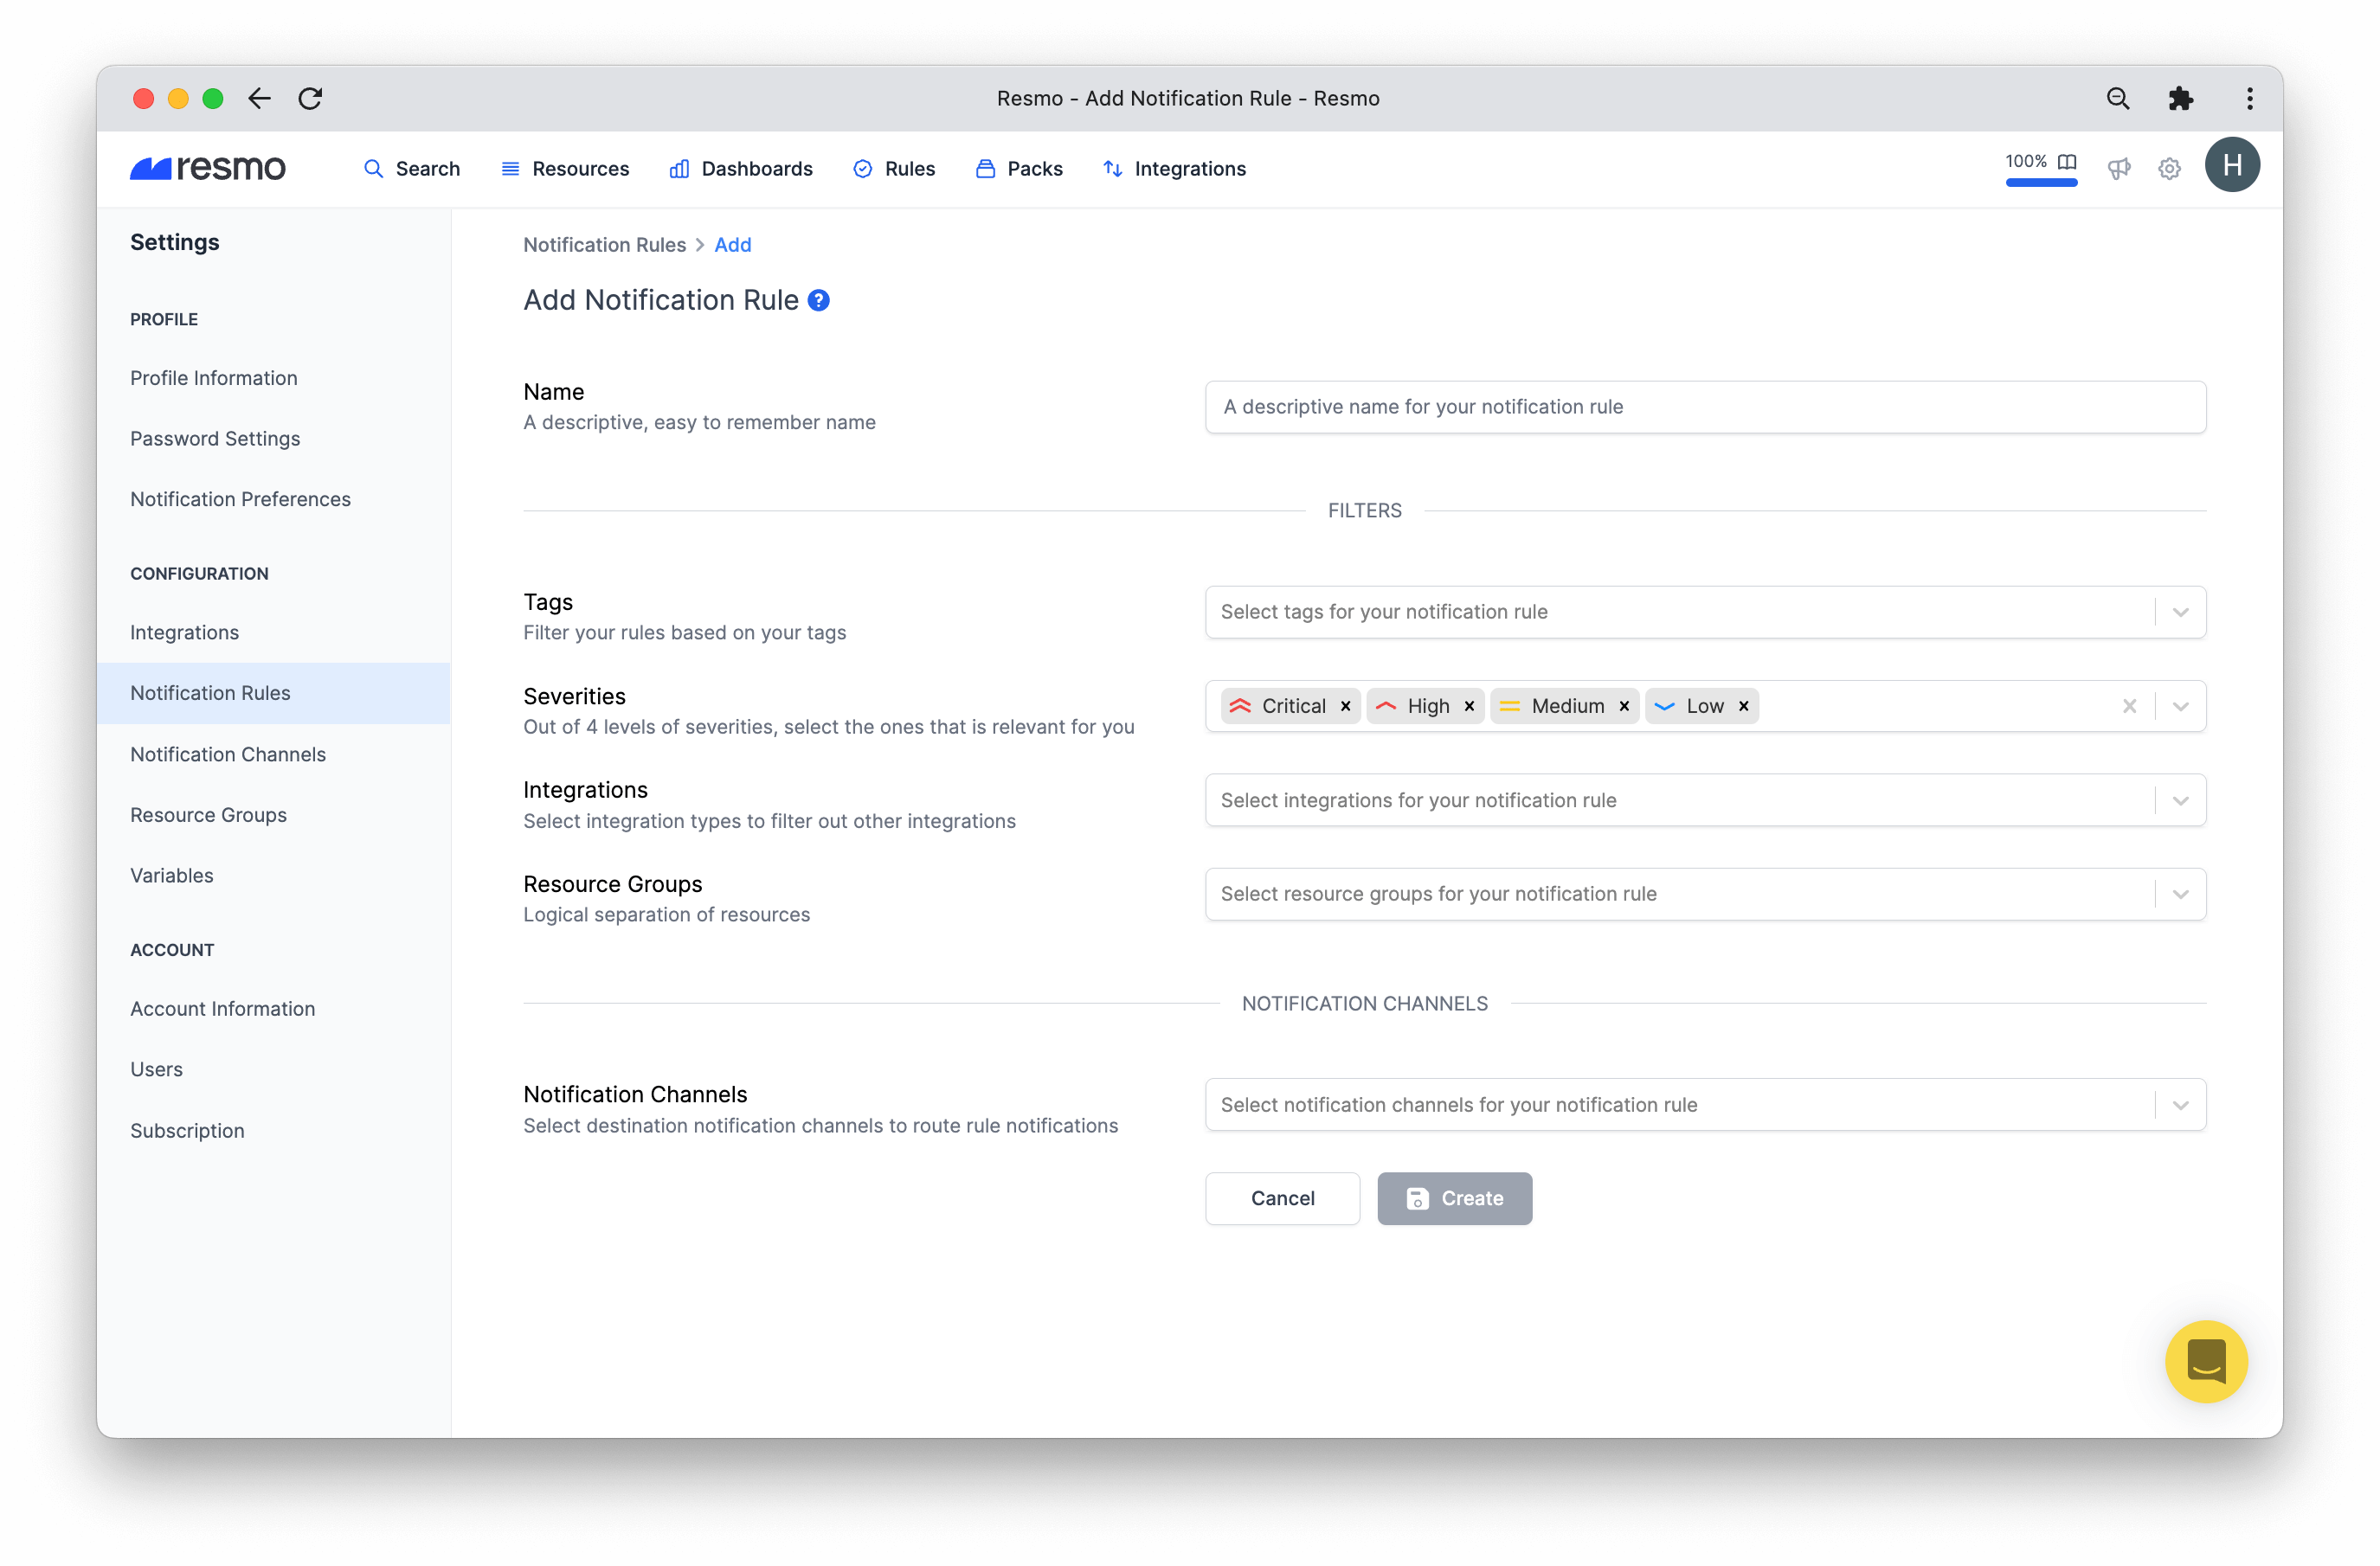 Resmo - Add Notification Rule - Resmo
resmo
Search
Resources
Dashboards
Rules
Packs
Integrations
100%
H
Settings
PROFILE
Profile Information
Password Settings
Notification Preferences
CONFIGURATION
Integrations
Notification Rules
Notification Channels
Resource Groups
Variables
ACCOUNT
Account Information
Users
Subscription
Notification Rules > Add
Add Notification Rule ?
Name
A descriptive, easy to remember name
A descriptive name for your notification rule
FILTERS
Tags
Filter your rules based on your tags
Select tags for your notification rule
Severities
Out of 4 levels of severities, select the ones that is relevant for you
Critical × High × Medium × Low ×
Integrations
Select integration types to filter out other integrations
Select integrations for your notification rule
Resource Groups
Logical separation of resources
Select resource groups for your notification rule
NOTIFICATION CHANNELS
Notification Channels
Select destination notification channels to route rule notifications
Select notification channels for your notification rule
Cancel
Create